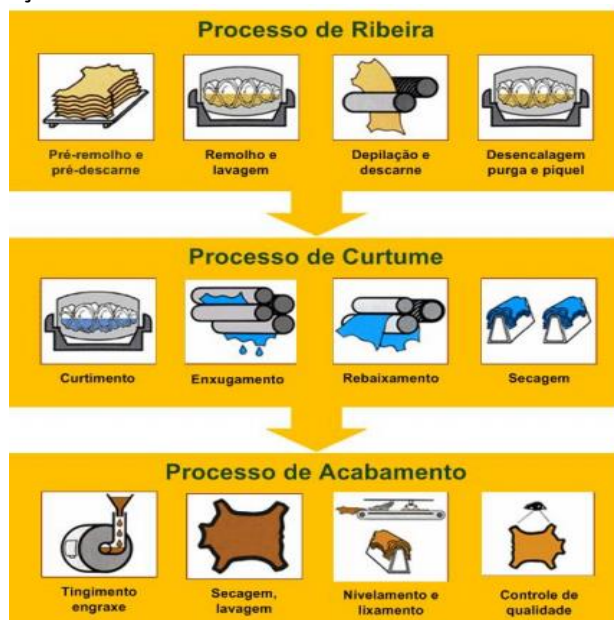 Processo de Ribeira
Pré-remolho e
pré-descarne
Remolho e
lavagem
Depilação e
descarne
Desencalagem
purga e piquel
Processo de Curtume
Curtimento
Enxugamento
Rebaixamento
Secagem
Processo de Acabamento
Tingimento
engraxe
Secagem,
lavagem
Nivelamento e
lixamento
Controle de
qualidade